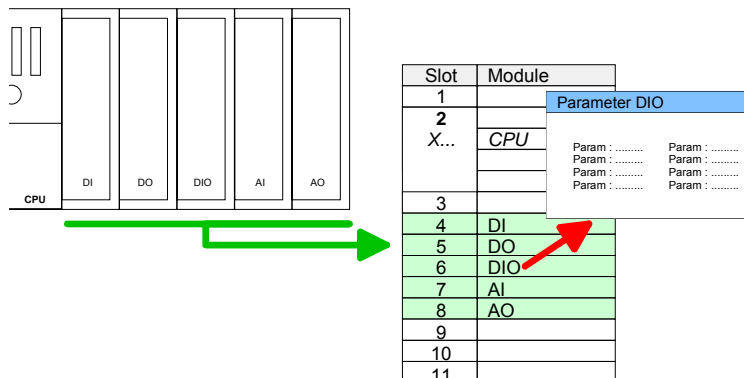 CPU
DI
DO
DIO
AI
AO
Slot Module
1
2
X... CPU
3
4 DI
5 DO
6 DIO
7 AI
8 AO
9
10
11
Parameter DIO
Param : ......... Param : .........
Param : ......... Param : .........
Param : ......... Param : .........
Param : ......... Param : .........